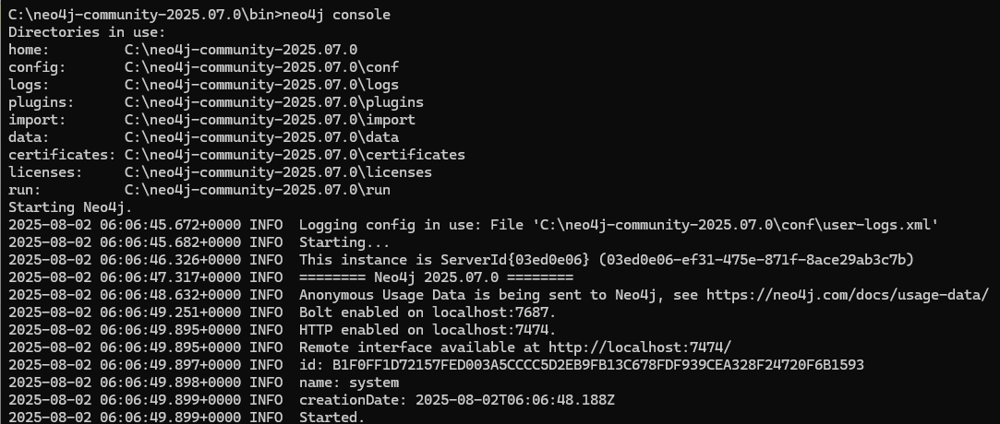 C:\neo4j-community-2025.07.0\bin>neo4j console
Directories in use:
home:         C:\neo4j-community-2025.07.0
config:       C:\neo4j-community-2025.07.0\conf
logs:         C:\neo4j-community-2025.07.0\logs
plugins:      C:\neo4j-community-2025.07.0\plugins
import:       C:\neo4j-community-2025.07.0\import
data:         C:\neo4j-community-2025.07.0\data
certificates: C:\neo4j-community-2025.07.0\certificates
licenses:     C:\neo4j-community-2025.07.0\licenses
run:          C:\neo4j-community-2025.07.0\run
Starting Neo4j.
2025-08-02 06:06:45.672+0000 INFO  Logging config in use: File 'C:\neo4j-community-2025.07.0\conf\user-logs.xml'
2025-08-02 06:06:45.682+0000 INFO  Starting...
2025-08-02 06:06:46.326+0000 INFO  This instance is ServerId{03ed0e06} (03ed0e06-ef31-475e-871f-8ace29ab3c7b)
2025-08-02 06:06:47.317+0000 INFO  ======== Neo4j 2025.07.0 ========
2025-08-02 06:06:48.632+0000 INFO  Anonymous Usage Data is being sent to Neo4j, see https://neo4j.com/docs/usage-data/
2025-08-02 06:06:49.251+0000 INFO  Bolt enabled on localhost:7687.
2025-08-02 06:06:49.895+0000 INFO  HTTP enabled on localhost:7474.
2025-08-02 06:06:49.895+0000 INFO  Remote interface available at http://localhost:7474/
2025-08-02 06:06:49.897+0000 INFO  id: B1F0FF1D72157FED003A5CCCC5D2EB9FB13C678FDF939CEA328F24720F6B1593
2025-08-02 06:06:49.898+0000 INFO  name: system
2025-08-02 06:06:49.899+0000 INFO  creationDate: 2025-08-02T06:06:48.188Z
2025-08-02 06:06:49.899+0000 INFO  Started.